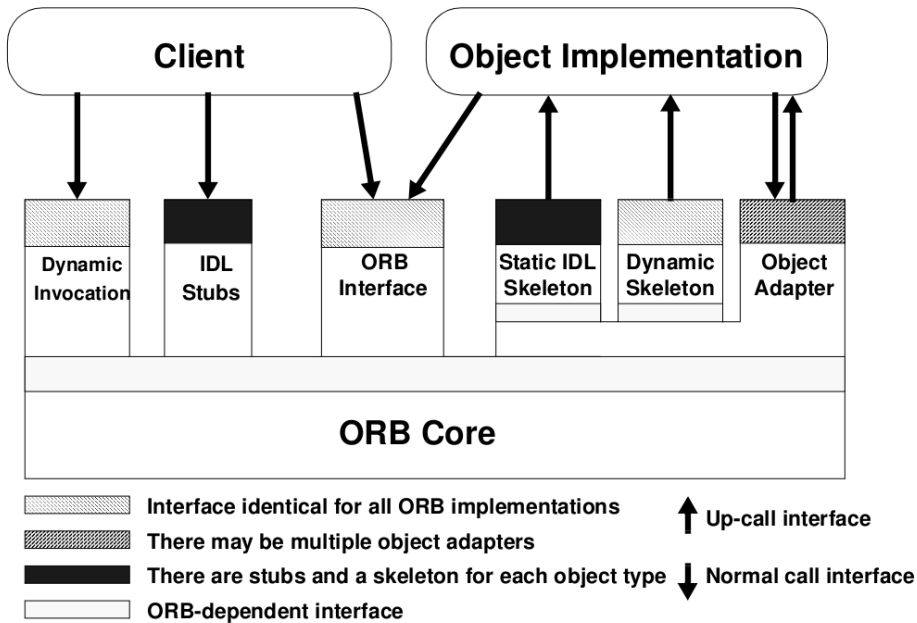 Client
Object Implementation
Dynamic
Invocation
IDL
Stubs
ORB
Interface
Static IDL
Skeleton
Dynamic
Skeleton
Object
Adapter
ORB Core
Interface identical for all ORB implementations
There may be multiple object adapters
There are stubs and a skeleton for each object type
ORB-dependent interface
Up-call interface
Normal call interface